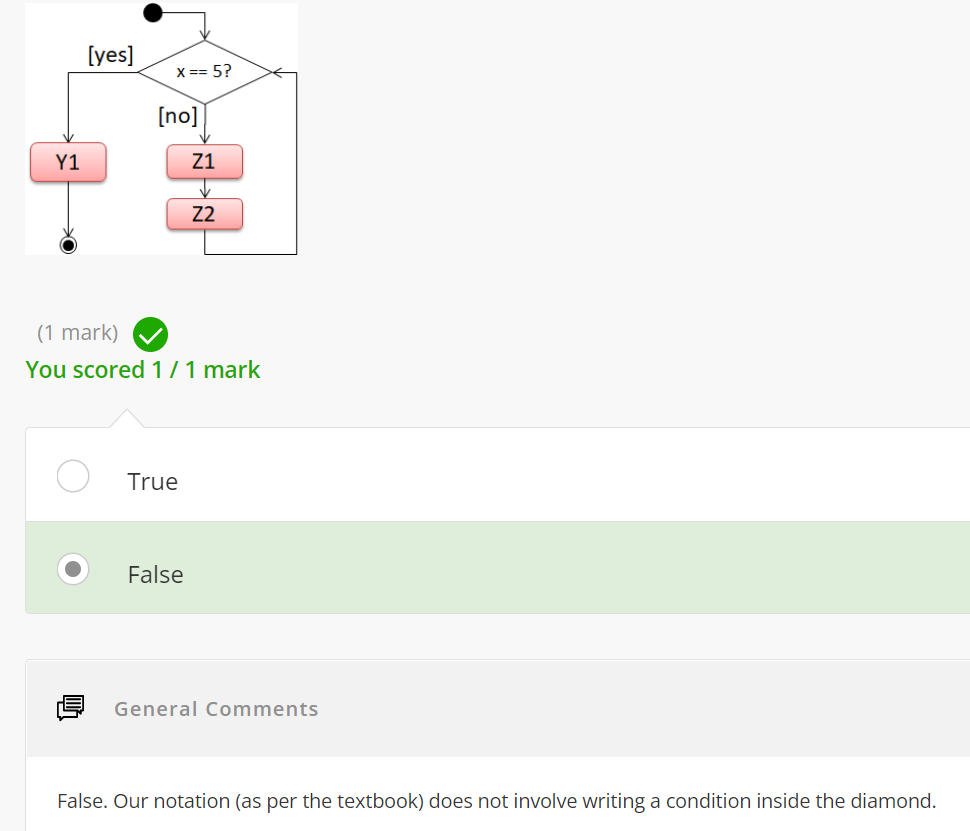 [yes]
x == 5?
[no]
Y1
Z1
Z2
(1 mark)
You scored 1 / 1 mark
True
False
General Comments
False. Our notation (as per the textbook) does not involve writing a condition inside the diamond.